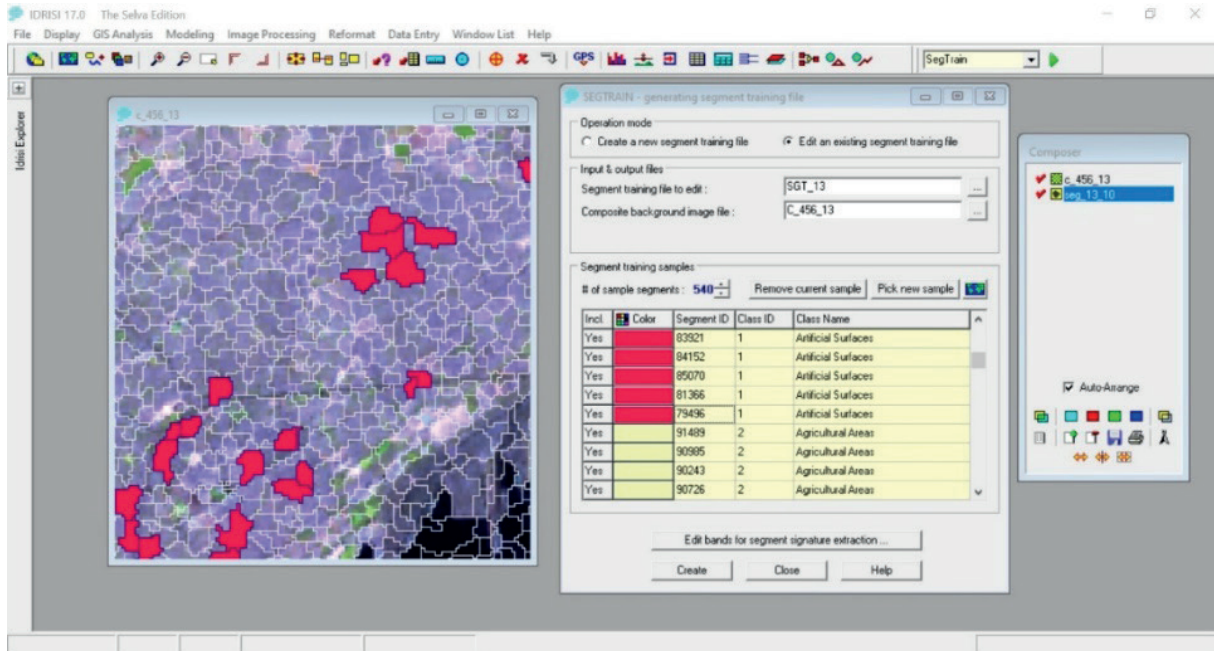 IDRISI 17.0 The Selva Edition
File Display GIS Analysis Modeling Image Processing Reformat Data Entry Window List Help
GPS SegTrain
Idrisi Explorer
c_456_13
SEGTRAIN - generating segment training file
Operation mode
Create a new segment training file Edit an existing segment training file
Input & output files
Segment training file to edit : SGT_13 ...
Composite background image file : C_456_13 ...
Segment training samples
# of sample segments : 540 Remove current sample Pick new sample
Incl. Color Segment ID Class ID Class Name
Yes 83921 1 Artificial Surfaces
Yes 84152 1 Artificial Surfaces
Yes 85070 1 Artificial Surfaces
Yes 81366 1 Artificial Surfaces
Yes 79496 1 Artificial Surfaces
Yes 91489 2 Agricultural Areas
Yes 90985 2 Agricultural Areas
Yes 90243 2 Agricultural Areas
Yes 90726 2 Agricultural Areas
Edit bands for segment signature extraction ...
Create Close Help
Composer
c_456_13
seg_13_10
Auto-Arrange